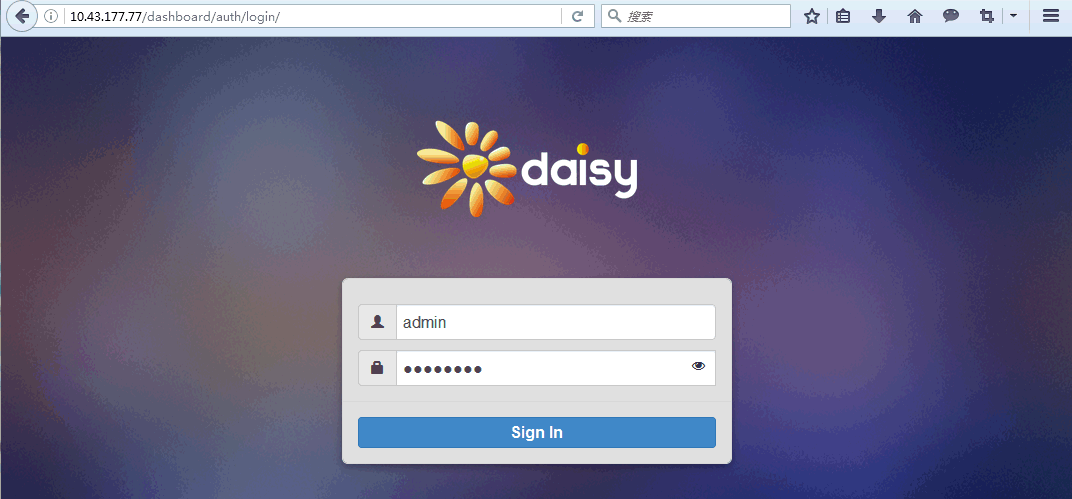 10.43.177.77/dashboard/auth/login/
搜索
daisy
admin
Sign In